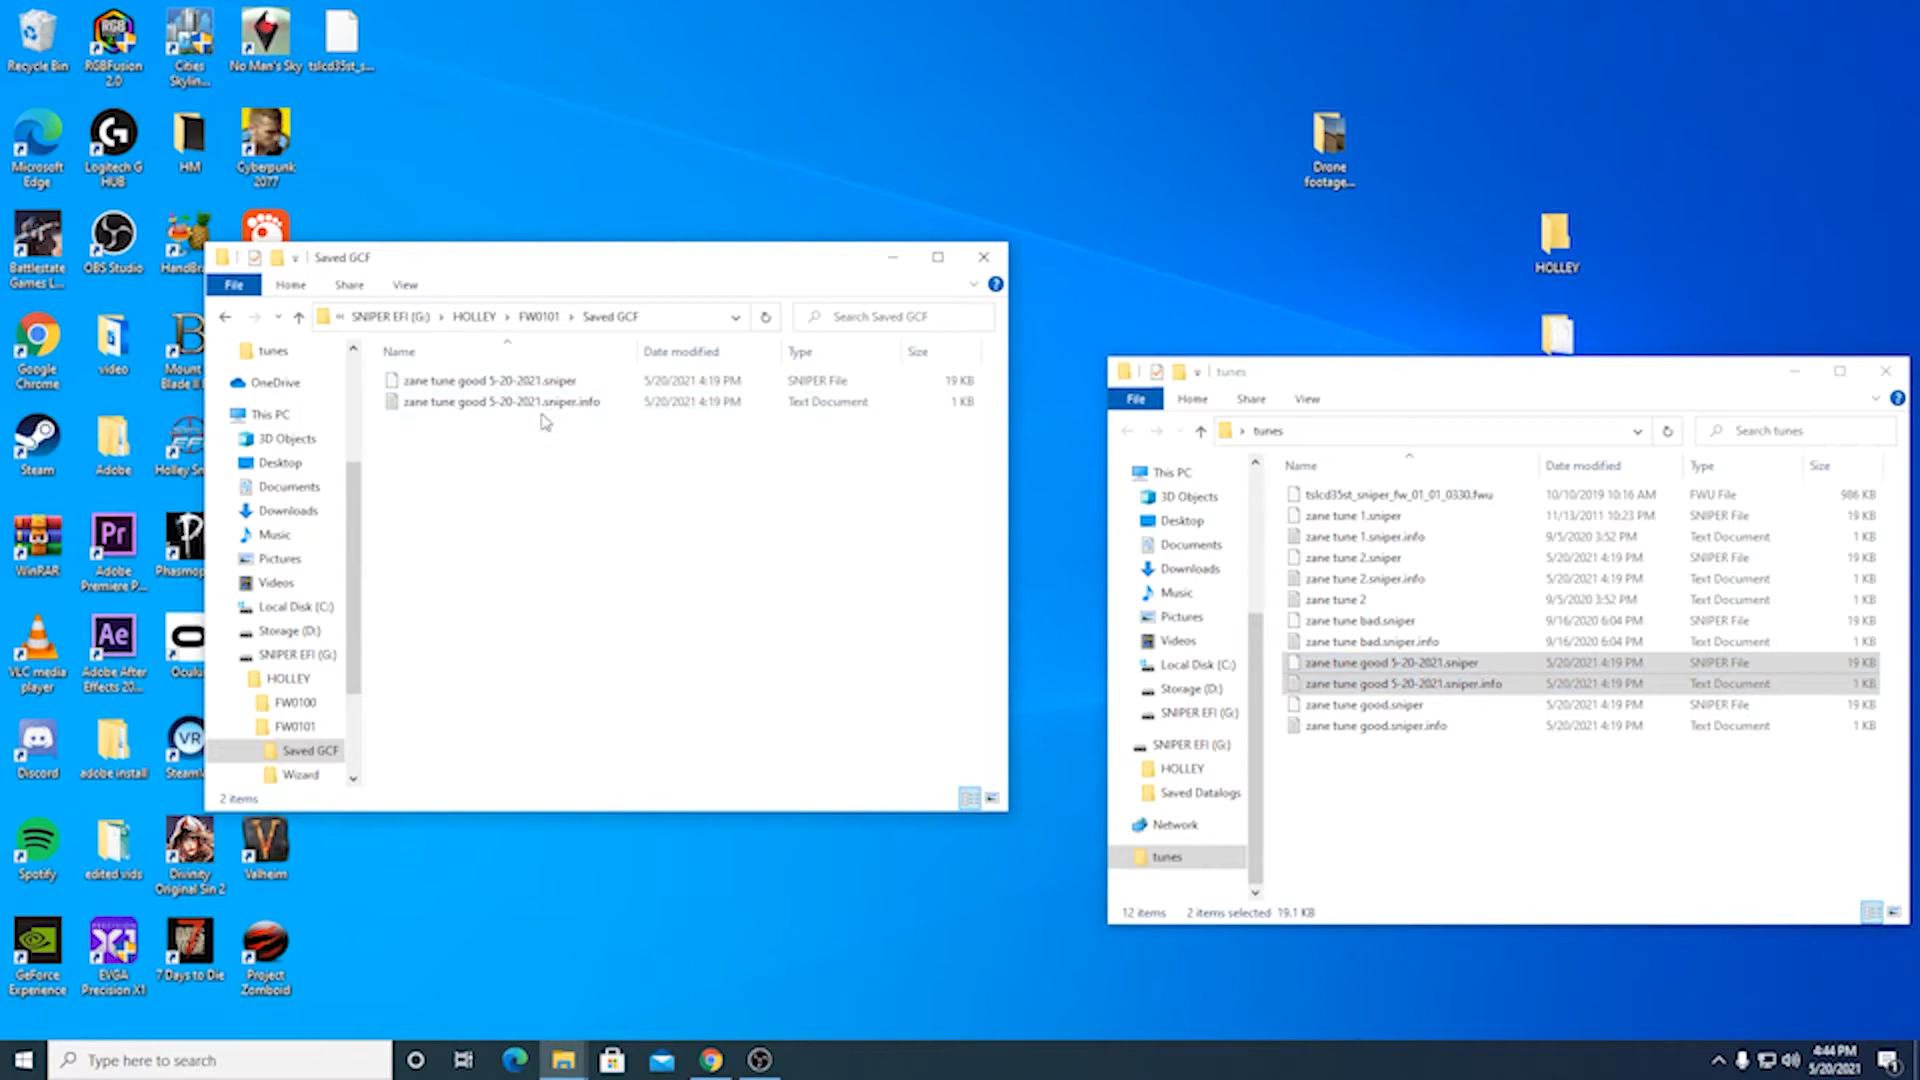 Recycle Bin
RGBFusion 2.0
Cities Skylin...
No Man's Sky
tslcd35st_s...
Microsoft Edge
Logitech G HUB
HM
Cyberpunk 2077
Battlestate Games L...
OBS Studio
Google Chrome
video
Steam
Adobe
WinRAR
Adobe Premiere P...
VLC media player
Adobe After Effects 20...
Discord
adobe install
Spotify
edited vids
Divinity Original Sin 2
Valheim
GeForce Experience
EVGA Precision X1
7 Days to Die
Project Zomboid
Drone footage...
HOLLEY
Saved GCF
File Home Share View
SNIPER EFI (G:) › HOLLEY › FW0101 › Saved GCF
Search Saved GCF
Name Date modified Type Size
zane tune good 5-20-2021.sniper 5/20/2021 4:19 PM SNIPER File 19 KB
zane tune good 5-20-2021.sniper.info 5/20/2021 4:19 PM Text Document 1 KB
tunes
OneDrive
This PC
3D Objects
Desktop
Documents
Downloads
Music
Pictures
Videos
Local Disk (C:)
Storage (D:)
SNIPER EFI (G:)
HOLLEY
FW0100
FW0101
Saved GCF
Wizard
2 items
tunes
File Home Share View
› tunes
Search tunes
Name Date modified Type Size
tslcd35st_sniper_fw_01_01_0330.fwu 10/10/2019 10:16 AM FWU File 986 KB
zane tune 1.sniper 11/13/2011 10:23 PM SNIPER File 19 KB
zane tune 1.sniper.info 9/5/2020 3:52 PM Text Document 1 KB
zane tune 2.sniper 5/20/2021 4:19 PM SNIPER File 19 KB
zane tune 2.sniper.info 5/20/2021 4:19 PM Text Document 1 KB
zane tune 2 9/5/2020 3:52 PM Text Document 1 KB
zane tune bad.sniper 9/16/2020 6:04 PM SNIPER File 19 KB
zane tune bad.sniper.info 9/16/2020 6:04 PM Text Document 1 KB
zane tune good 5-20-2021.sniper 5/20/2021 4:19 PM SNIPER File 19 KB
zane tune good 5-20-2021.sniper.info 5/20/2021 4:19 PM Text Document 1 KB
zane tune good.sniper 5/20/2021 4:19 PM SNIPER File 19 KB
zane tune good.sniper.info 5/20/2021 4:19 PM Text Document 1 KB
This PC
3D Objects
Desktop
Documents
Downloads
Music
Pictures
Videos
Local Disk (C:)
Storage (D:)
SNIPER EFI (G:)
SNIPER EFI (G:)
HOLLEY
Saved Datalogs
Network
tunes
12 items 2 items selected 19.1 KB
Type here to search
4:44 PM
5/20/2021